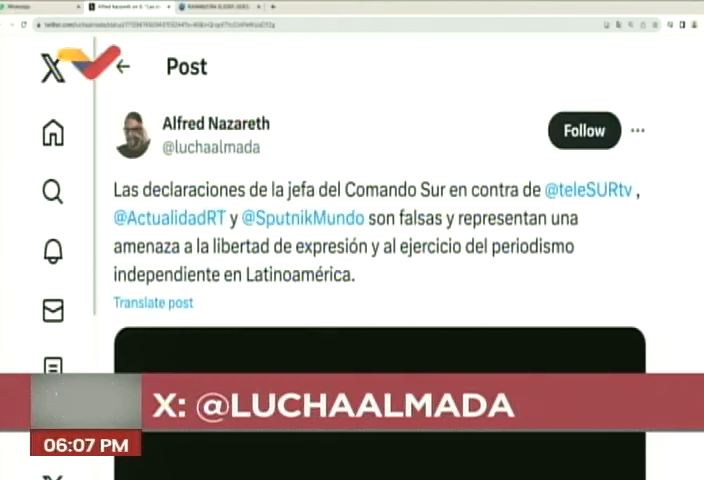 Post
Alfred Nazareth
@luchaalmada
Follow
Las declaraciones de la jefa del Comando Sur en contra de @teleSURtv ,
@ActualidadRT y @SputnikMundo son falsas y representan una
amenaza a la libertad de expresión y al ejercicio del periodismo
independiente en Latinoamérica.
Translate post
X: @LUCHAALMADA
06:07 PM